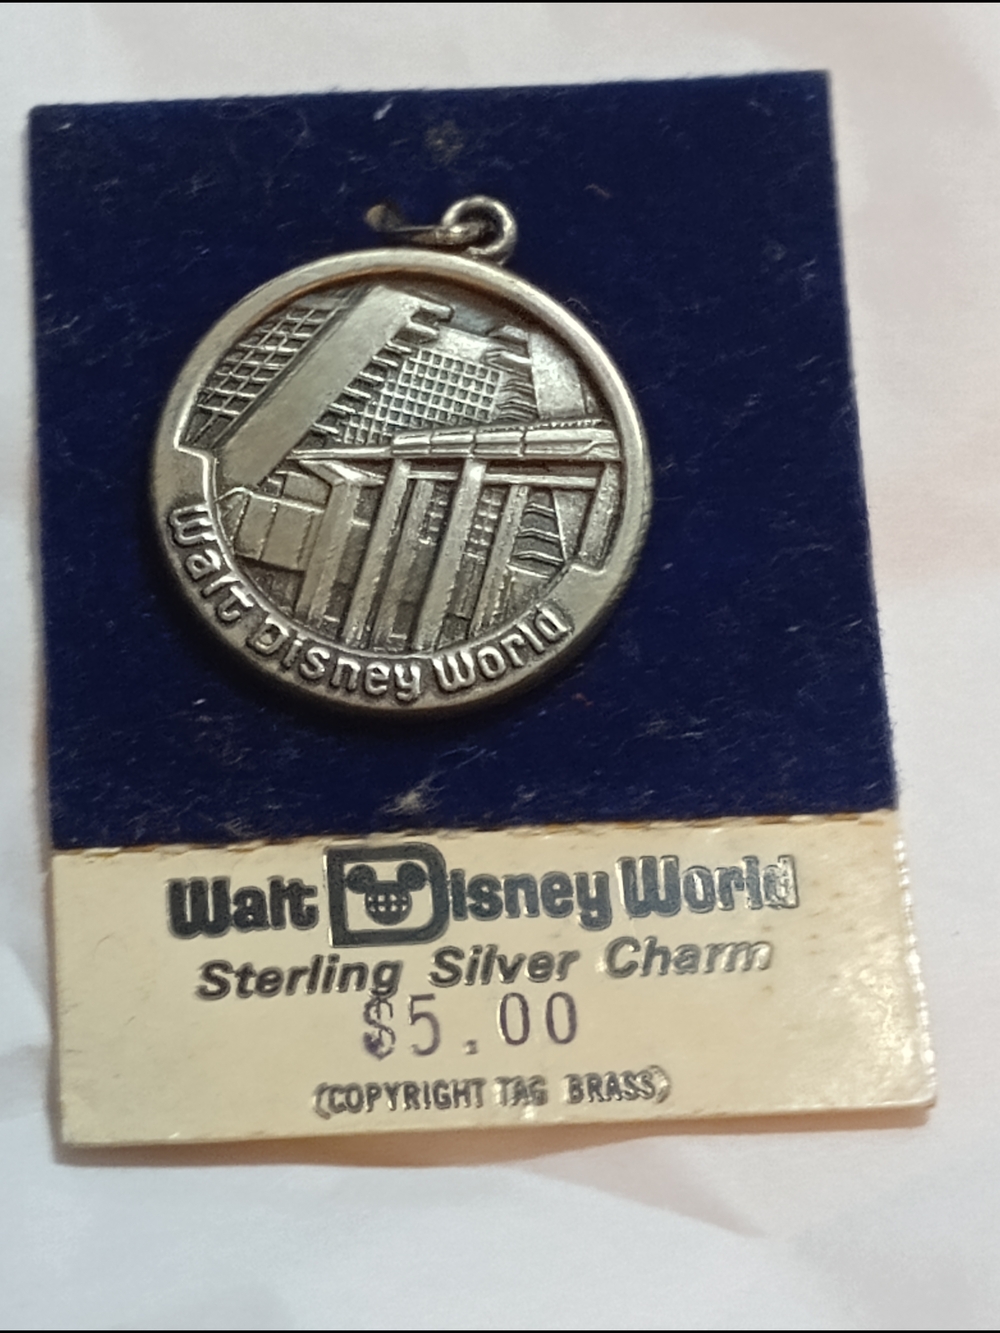 Walt Disney World
Walt Disney World
Sterling Silver Charm
$5.00
(COPYRIGHT TAG BRASS)